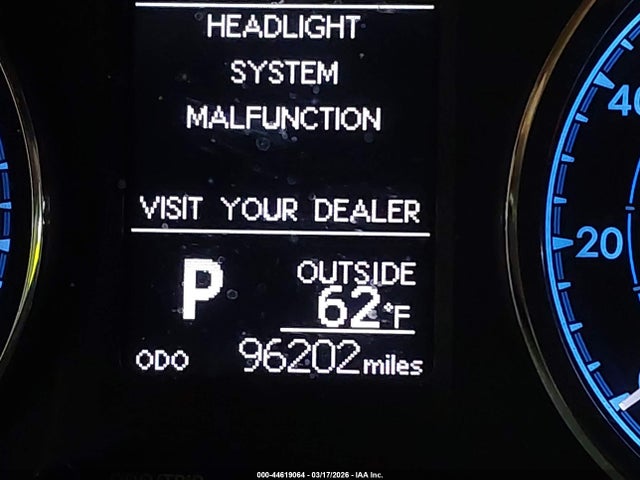 HEADLIGHT
SYSTEM
MALFUNCTION
VISIT YOUR DEALER
P
OUTSIDE
62°F
ODO 96202 miles
40
20
000-44619064 - 03/17/2026 - IAA Inc.